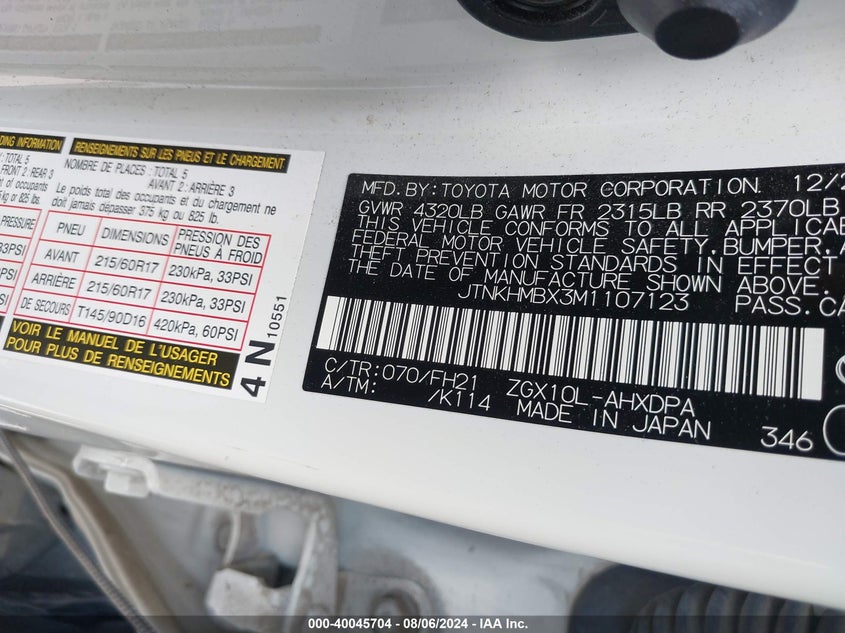 DING INFORMATION
TOTAL 5
FRONT 2: REAR 3
of occupants
kg or 825 lbs.
PRESSURE
33PSI
PSI
PSI
RENSEIGNEMENTS SUR LES PNEUS ET LE CHARGEMENT
NOMBRE DE PLACES : TOTAL 5
AVANT 2 : ARRIÈRE 3
Le poids total des occupants et du chargement ne
doit jamais dépasser 375 kg ou 825 lb.
PNEU DIMENSIONS PRESSION DES PNEUS À FROID
AVANT 215/60R17 230kPa, 33PSI
ARRIÈRE 215/60R17 230kPa, 33PSI
DE SECOURS T145/90D16 420kPa, 60PSI
VOIR LE MANUEL DE L'USAGER
POUR PLUS DE RENSEIGNEMENTS
4 N 10551
MFD.BY:TOYOTA MOTOR CORPORATION 12/2
GVWR 4320LB GAWR FR 2315LB RR 2370LB
THIS VEHICLE CONFORMS TO ALL APPLICAB
FEDERAL MOTOR VEHICLE SAFETY,BUMPER,A
THEFT PREVENTION STANDARDS IN EFFECT
THE DATE OF MANUFACTURE SHOWN ABOVE.
JTNKHMBX3M1107123 PASS.CA
C/TR:070/FH21 ZGX10L-AHXDPA
A/TM: /K114 MADE IN JAPAN
346
000-40045704 - 08/06/2024 - IAA Inc.